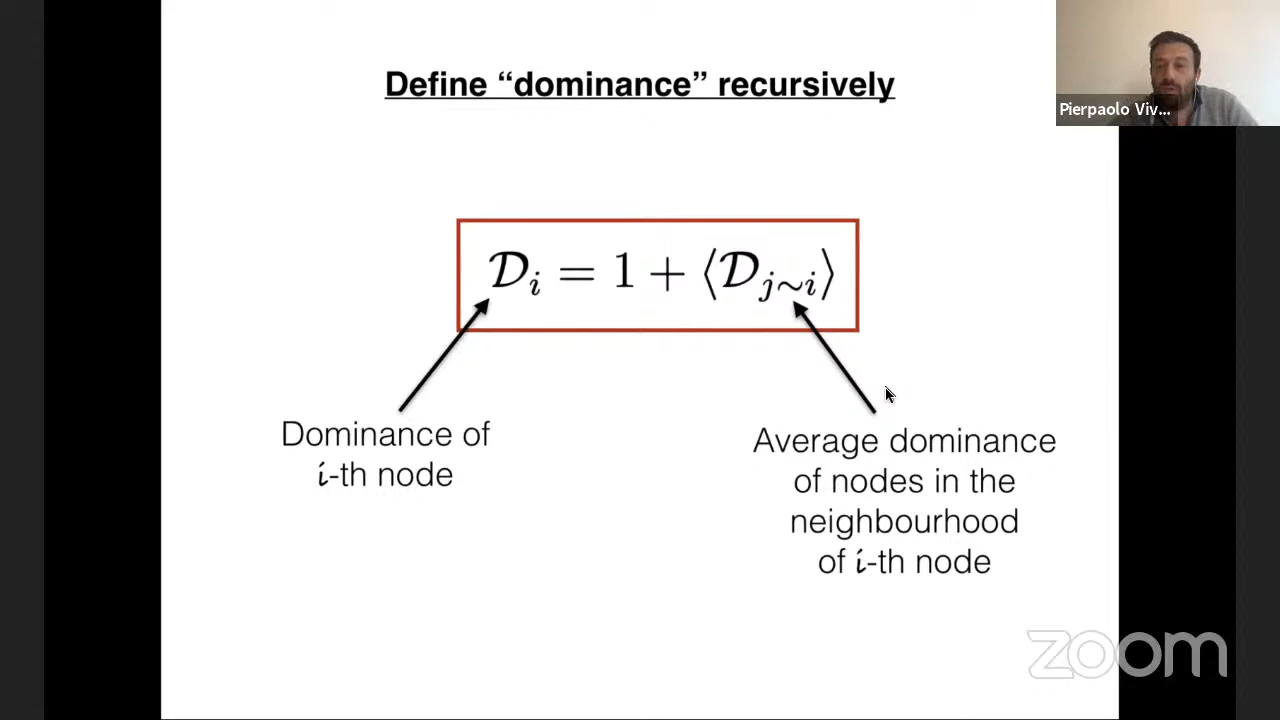 Define “dominance” recursively
Pierpaolo Viv...
𝒟ᵢ = 1 + ⟨𝒟ⱼ∼ᵢ⟩
Dominance of
i-th node
Average dominance
of nodes in the
neighbourhood
of i-th node
zoom